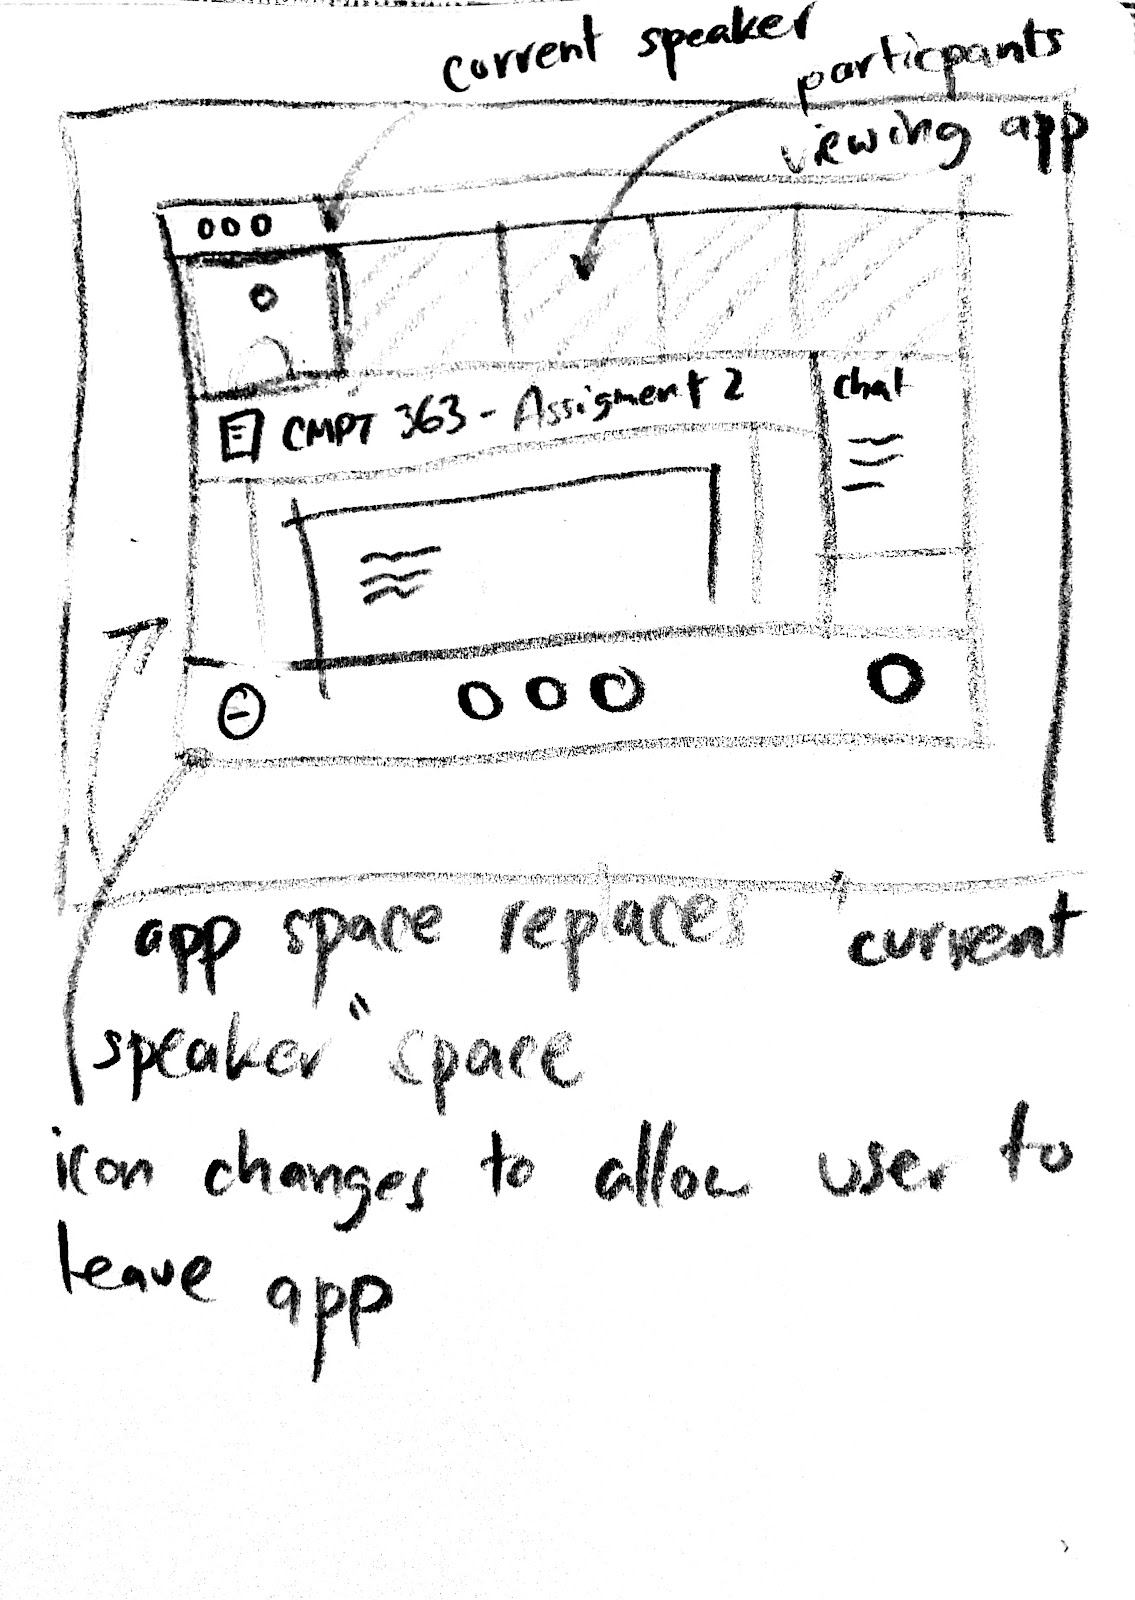 current speaker
particpants
viewing app
chat
CMPT 363 - Assigment 2
app space replaces "current
speaker" space
icon changes to allow user to
leave app